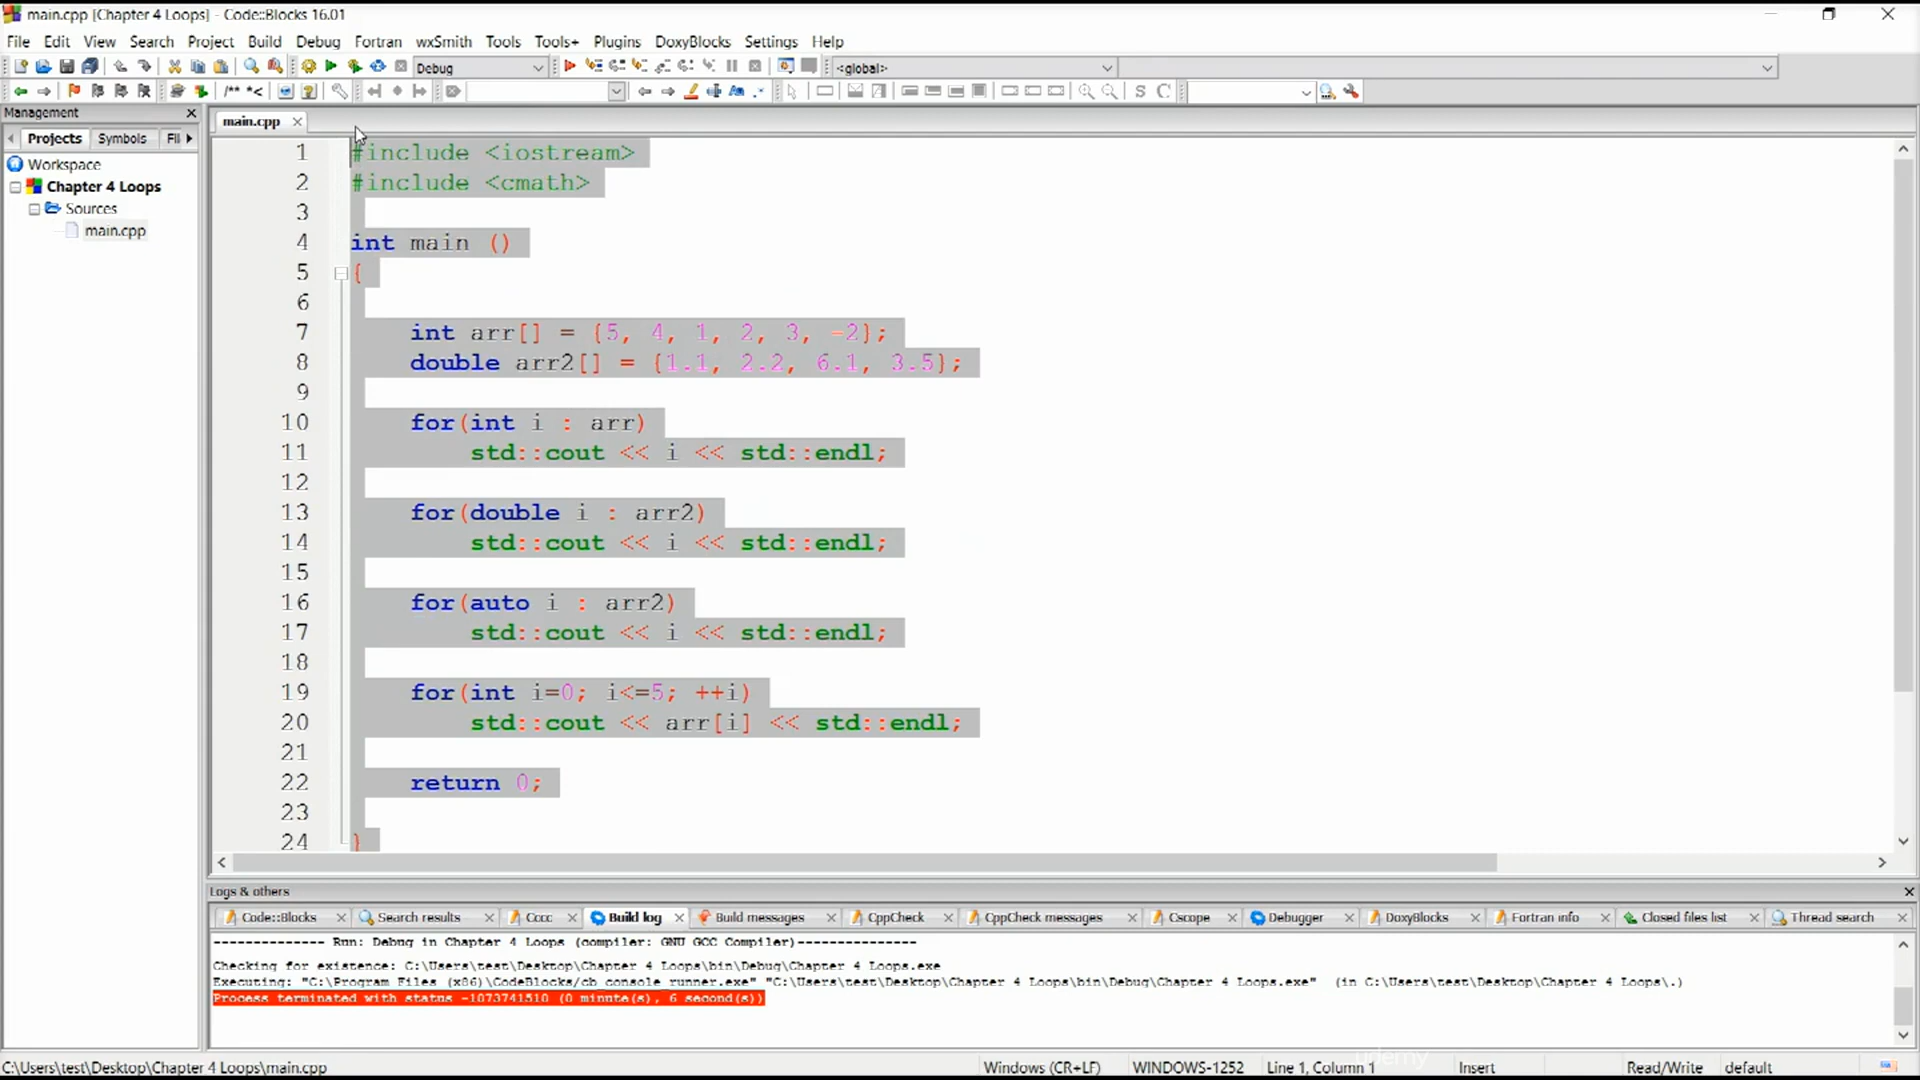 main.cpp [Chapter 4 Loops] - Code::Blocks 16.01
File Edit View Search Project Build Debug Fortran wxSmith Tools Tools+ Plugins DoxyBlocks Settings Help
Debug <global>
/** *<
S C
Management
main.cpp
Projects Symbols Fil
Workspace
Chapter 4 Loops
Sources
main.cpp
1 #include <iostream>
2 #include <cmath>
3
4 int main ()
5 {
6
7 int arr[] = {5, 4, 1, 2, 3, -2};
8 double arr2[] = {1.1, 2.2, 6.1, 3.5};
9
10 for(int i : arr)
11 std::cout << i << std::endl;
12
13 for(double i : arr2)
14 std::cout << i << std::endl;
15
16 for(auto i : arr2)
17 std::cout << i << std::endl;
18
19 for(int i=0; i<=5; ++i)
20 std::cout << arr[i] << std::endl;
21
22 return 0;
23
24 }
Logs & others
Code::Blocks Search results Cccc Build log Build messages CppCheck CppCheck messages Cscope Debugger DoxyBlocks Fortran info Closed files list Thread search
-------------- Run: Debug in Chapter 4 Loops (compiler: GNU GCC Compiler)---------------
Checking for existence: C:\Users\test\Desktop\Chapter 4 Loops\bin\Debug\Chapter 4 Loops.exe
Executing: "C:\Program Files (x86)\CodeBlocks/cb_console_runner.exe" "C:\Users\test\Desktop\Chapter 4 Loops\bin\Debug\Chapter 4 Loops.exe" (in C:\Users\test\Desktop\Chapter 4 Loops\.)
Process terminated with status -1073741510 (0 minute(s), 6 second(s))
udemy
C:\Users\test\Desktop\Chapter 4 Loops\main.cpp Windows (CR+LF) WINDOWS-1252 Line 1, Column 1 Insert Read/Write default